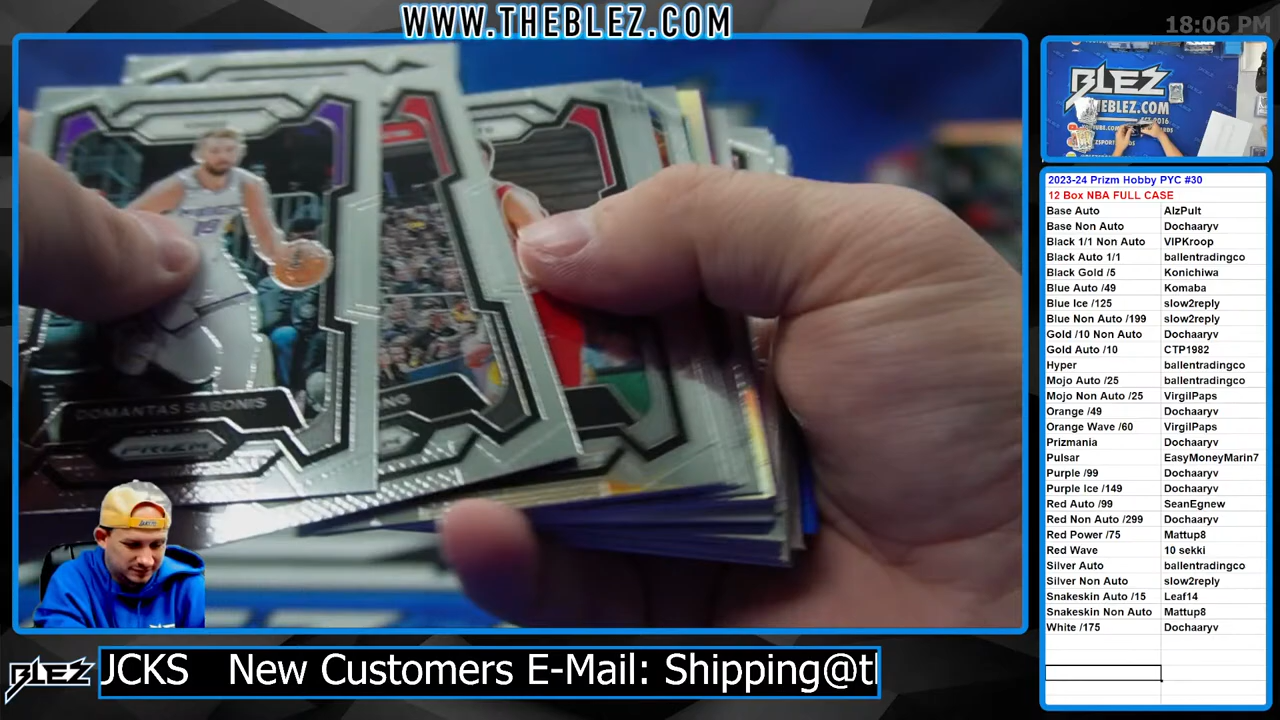 WWW.THEBLEZ.COM
18:06 PM
BLEZ
THEBLEZ.COM
2023-24 Prizm Hobby PYC #30
12 Box NBA FULL CASE
Base Auto AlzPult
Base Non Auto Dochaaryv
Black 1/1 Non Auto VIPKroop
Black Auto 1/1 ballentradingco
Black Gold /5 Konichiwa
Blue Auto /49 Komaba
Blue Ice /125 slow2reply
Blue Non Auto /199 slow2reply
Gold /10 Non Auto Dochaaryv
Gold Auto /10 CTP1982
Hyper ballentradingco
Mojo Auto /25 ballentradingco
Mojo Non Auto /25 VirgilPaps
Orange /49 Dochaaryv
Orange Wave /60 VirgilPaps
Prizmania Dochaaryv
Pulsar EasyMoneyMarin7
Purple /99 Dochaaryv
Purple Ice /149 Dochaaryv
Red Auto /99 SeanEgnew
Red Non Auto /299 Dochaaryv
Red Power /75 Mattup8
Red Wave 10 sekki
Silver Auto ballentradingco
Silver Non Auto slow2reply
Snakeskin Auto /15 Leaf14
Snakeskin Non Auto Mattup8
White /175 Dochaaryv
DOMANTAS SABONIS
PRIZM
BLEZ
JCKS New Customers E-Mail: Shipping@t